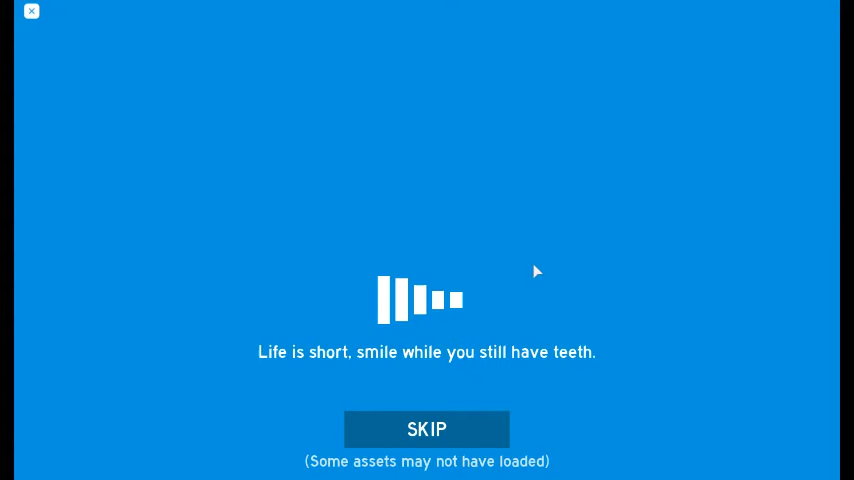 Life is short, smile while you still have teeth.
SKIP
(Some assets may not have loaded)